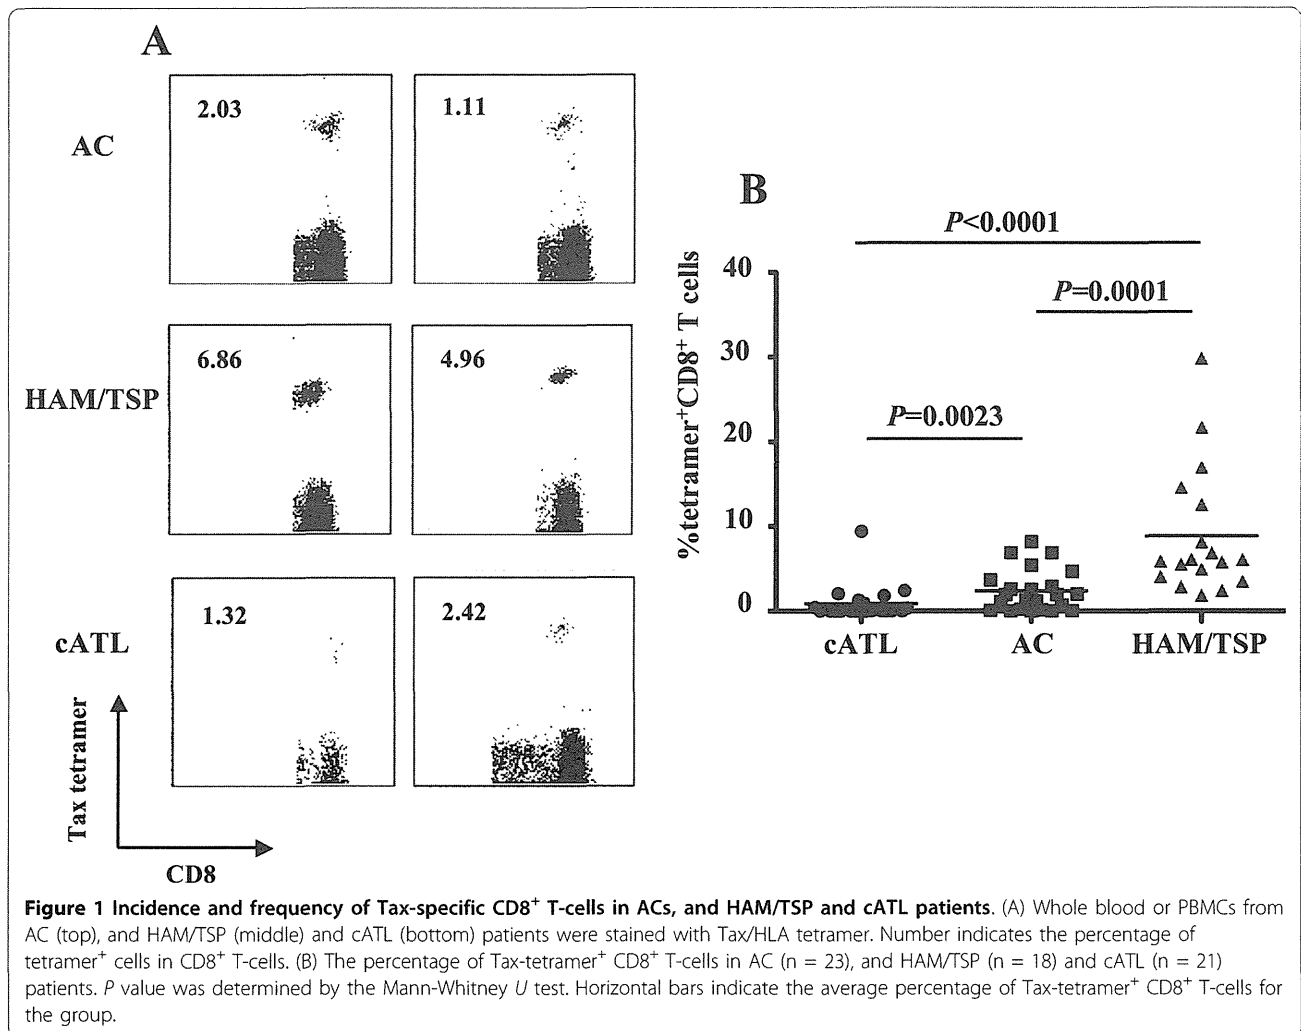 A
AC
2.03
1.11
HAM/TSP
6.86
4.96
cATL
1.32
2.42
Tax tetramer
CD8
B
P<0.0001
P=0.0001
P=0.0023
%tetramer⁺CD8⁺ T cells
40
30
20
10
0
cATL AC HAM/TSP
Figure 1 Incidence and frequency of Tax-specific CD8⁺ T-cells in ACs, and HAM/TSP and cATL patients. (A) Whole blood or PBMCs from
AC (top), and HAM/TSP (middle) and cATL (bottom) patients were stained with Tax/HLA tetramer. Number indicates the percentage of
tetramer⁺ cells in CD8⁺ T-cells. (B) The percentage of Tax-tetramer⁺ CD8⁺ T-cells in AC (n = 23), and HAM/TSP (n = 18) and cATL (n = 21)
patients. P value was determined by the Mann-Whitney U test. Horizontal bars indicate the average percentage of Tax-tetramer⁺ CD8⁺ T-cells for
the group.